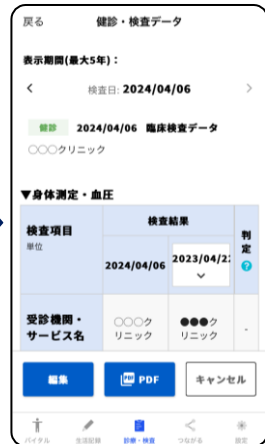 戻る 健診・検査データ
表示期間(最大5年)：
検査日: 2024/04/06
健診 2024/04/06 臨床検査データ
○○○クリニック
▼身体測定・血圧
検査項目
単位
検査結果
判定
2024/04/06 2023/04/2
受診機関・サービス名
○○○クリニック
●●●クリニック
-
編集 PDF キャンセル
バイタル 生活記録 診療・検査 つながる 設定